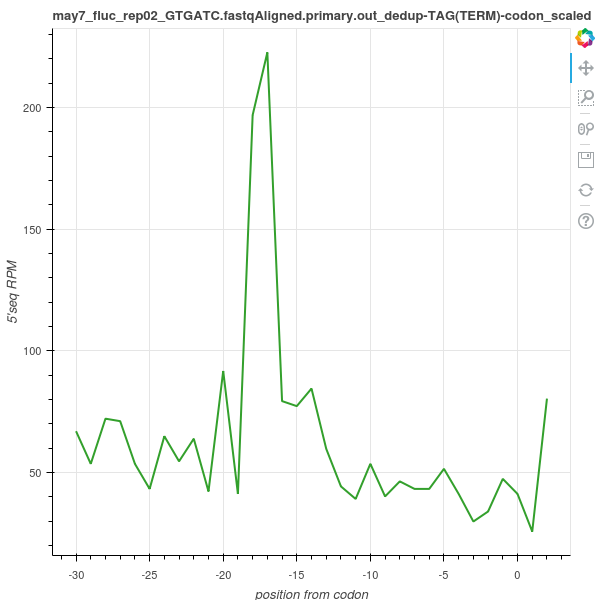 may7_fluc_rep02_GTGATC.fastqAligned.primary.out_dedup-TAG(TERM)-codon_scaled
200
150
100
50
5'seq RPM
-30 -25 -20 -15 -10 -5 0
position from codon